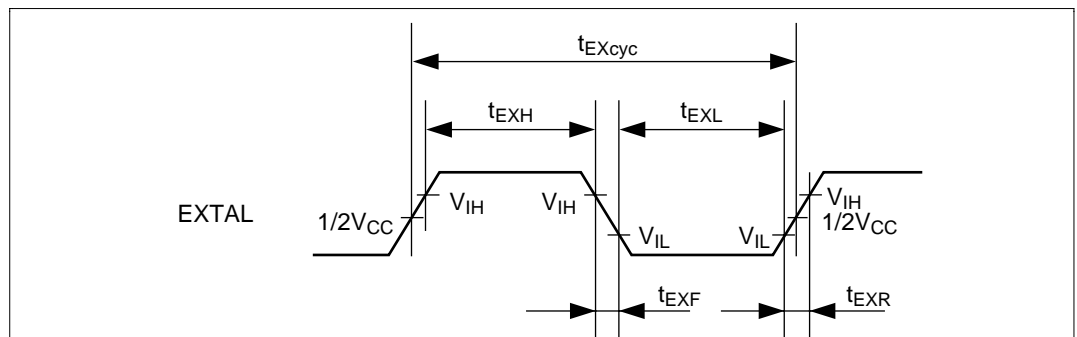 tEXcyc
tEXH
tEXL
EXTAL
1/2VCC
VIH
VIH
VIL
VIL
VIH
1/2VCC
tEXF
tEXR